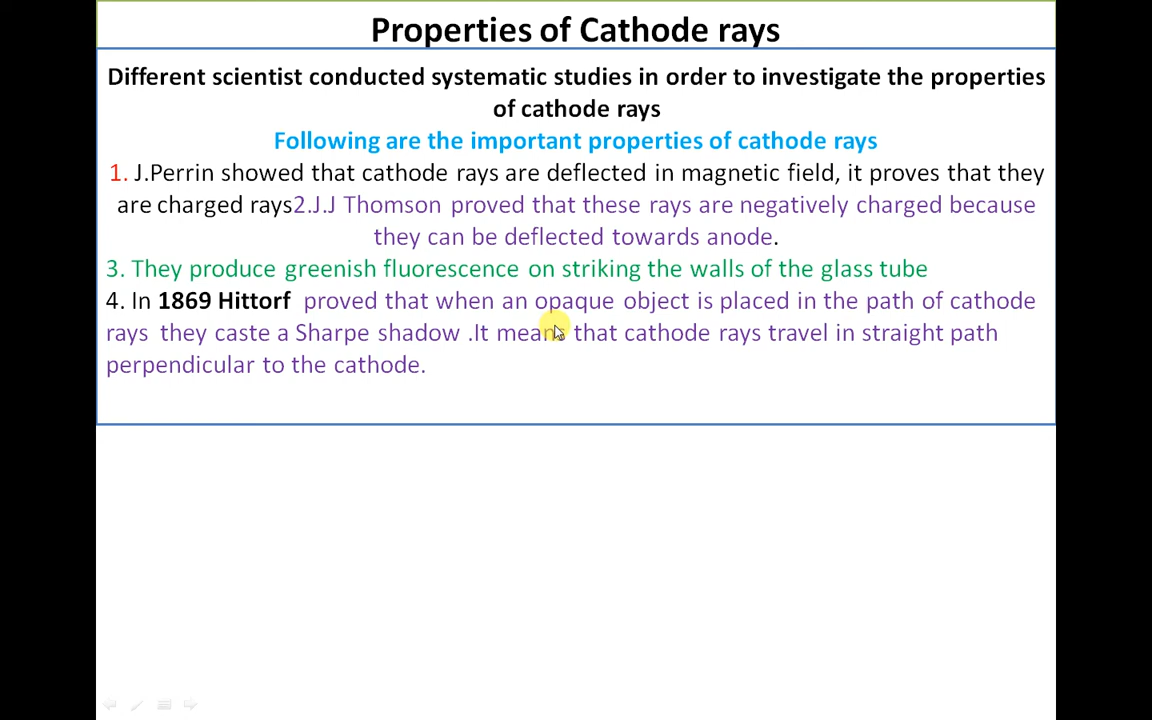 Properties of Cathode rays
Different scientist conducted systematic studies in order to investigate the properties
of cathode rays
Following are the important properties of cathode rays
1. J.Perrin showed that cathode rays are deflected in magnetic field, it proves that they
are charged rays2.J.J Thomson proved that these rays are negatively charged because
they can be deflected towards anode.
3. They produce greenish fluorescence on striking the walls of the glass tube
4. In 1869 Hittorf proved that when an opaque object is placed in the path of cathode
rays they caste a Sharpe shadow .It means that cathode rays travel in straight path
perpendicular to the cathode.